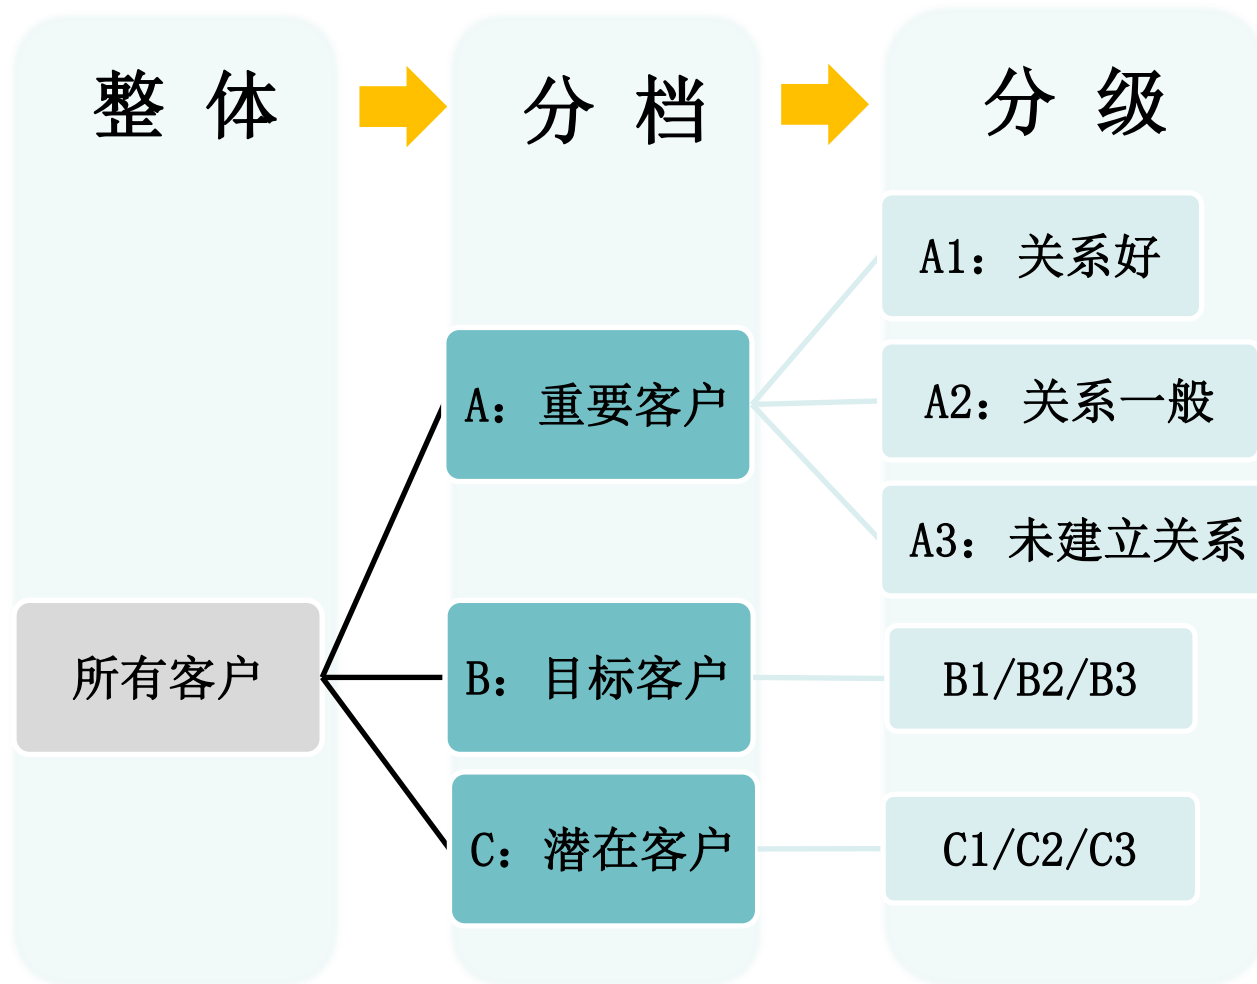 整 体
分 档
分 级
A1：关系好
A：重要客户
A2：关系一般
A3：未建立关系
所有客户
B：目标客户
B1/B2/B3
C：潜在客户
C1/C2/C3